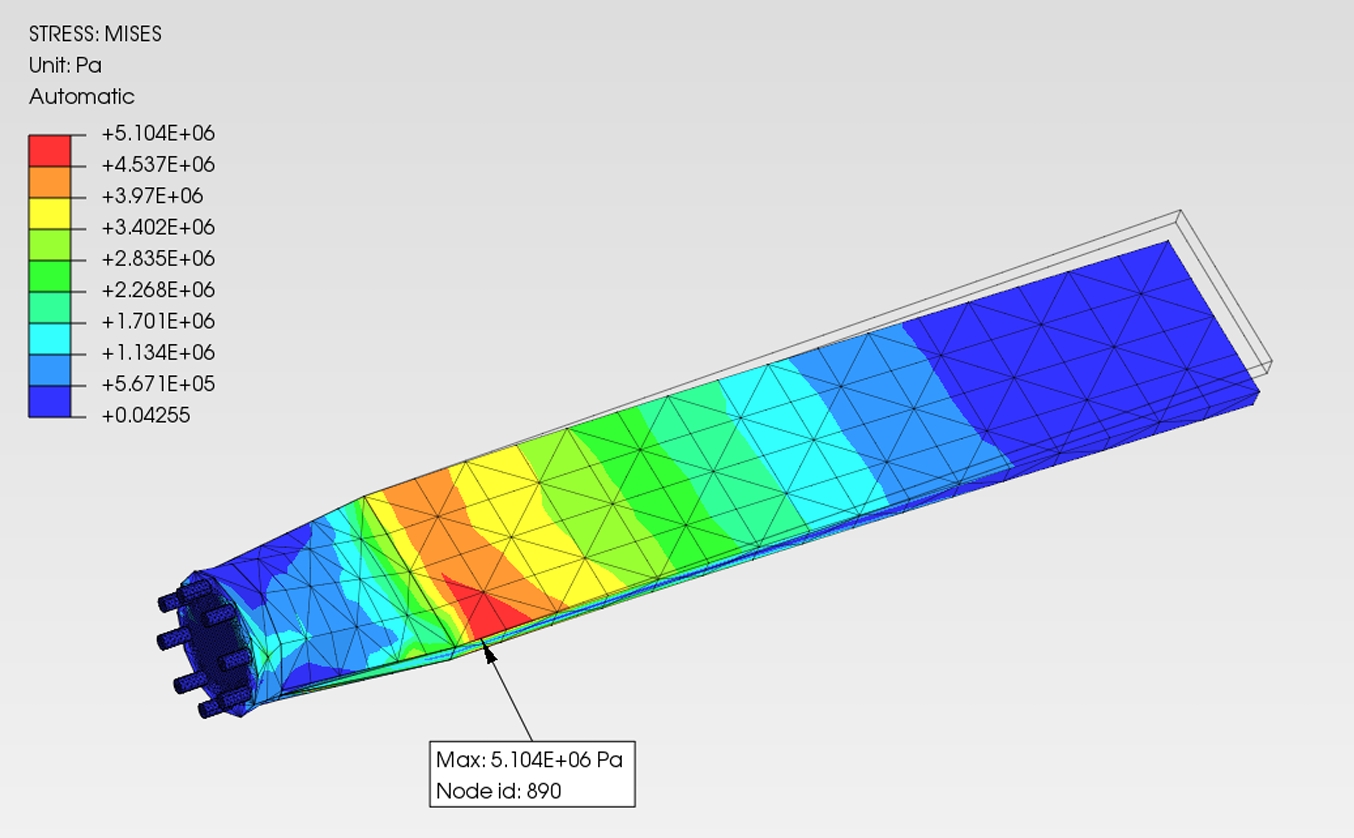 STRESS: MISES
Unit: Pa
Automatic
+5.104E+06
+4.537E+06
+3.97E+06
+3.402E+06
+2.835E+06
+2.268E+06
+1.701E+06
+1.134E+06
+5.671E+05
+0.04255
Max: 5.104E+06 Pa
Node id: 890